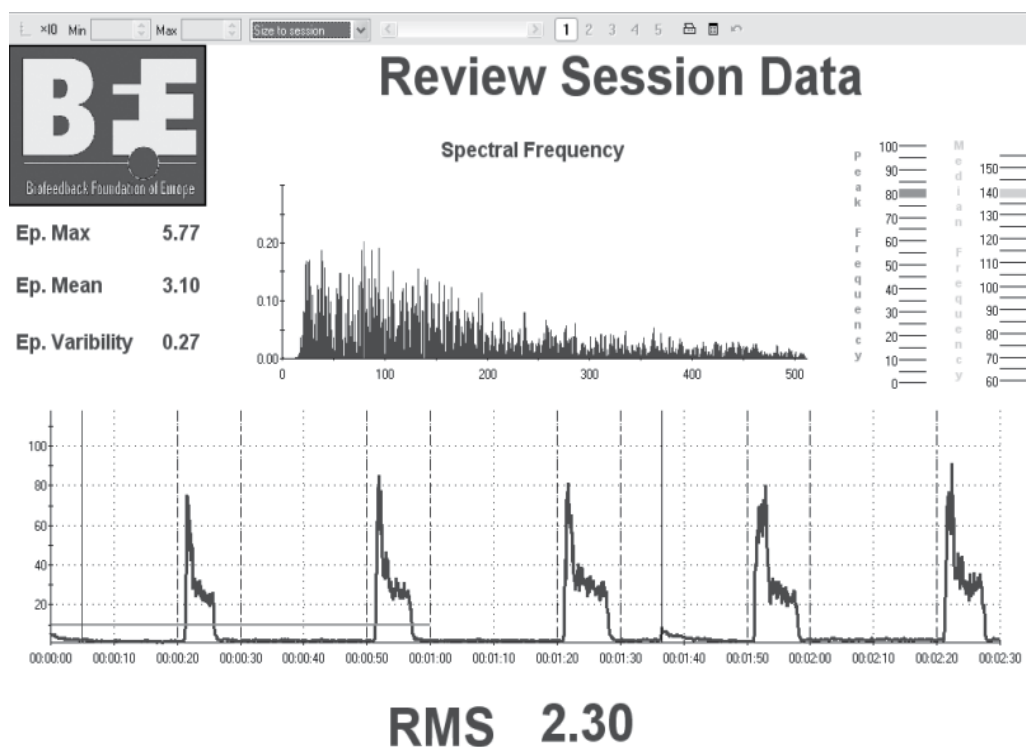 ×10 Min Max Size to session 1 2 3 4 5
BFE
Biofeedback Foundation of Europe
Review Session Data
Ep. Max 5.77
Ep. Mean 3.10
Ep. Varibility 0.27
Spectral Frequency
0.20
0.10
0.00
0 100 200 300 400 500
Peak Frequency
100
90
80
70
60
50
40
30
20
10
0
Median Frequency
150
140
130
120
110
100
90
80
70
60
100
80
60
40
20
00:00:00 00:00:10 00:00:20 00:00:30 00:00:40 00:00:50 00:01:00 00:01:10 00:01:20 00:01:30 00:01:40 00:01:50 00:02:00 00:02:10 00:02:20 00:02:30
RMS 2.30